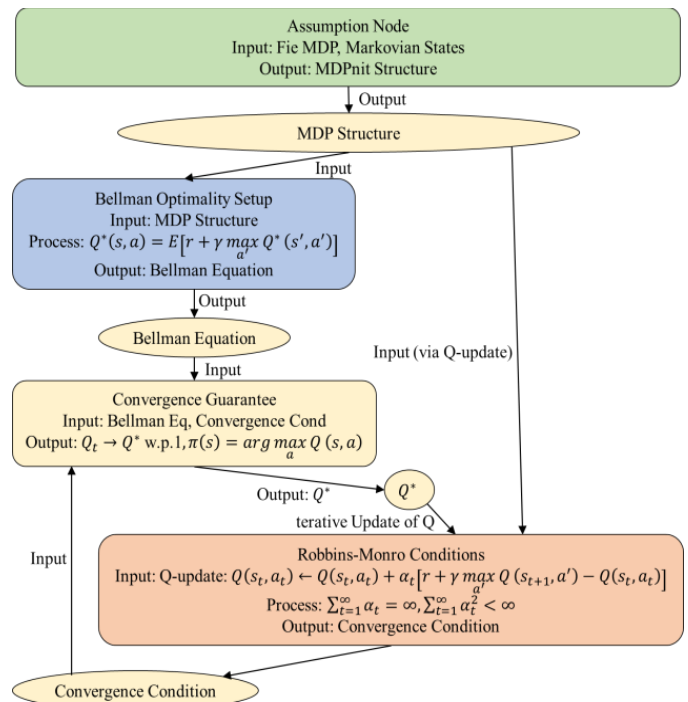 Assumption Node
Input: Fie MDP, Markovian States
Output: MDPnit Structure
Output
MDP Structure
Input
Bellman Optimality Setup
Input: MDP Structure
Process: Q*(s, a) = E[r + γ max_{a'} Q* (s', a')]
Output: Bellman Equation
Output
Bellman Equation
Input (via Q-update)
Input
Convergence Guarantee
Input: Bellman Eq, Convergence Cond
Output: Q_t → Q* w.p.1, π(s) = arg max_a Q (s, a)
Output: Q*
Q*
terative Update of Q
Input
Robbins-Monro Conditions
Input: Q-update: Q(s_t, a_t) ← Q(s_t, a_t) + α_t[r + γ max_{a'} Q (s_{t+1}, a') − Q(s_t, a_t)]
Process: ∑_{t=1}^∞ α_t = ∞, ∑_{t=1}^∞ α_t^2 < ∞
Output: Convergence Condition
Convergence Condition